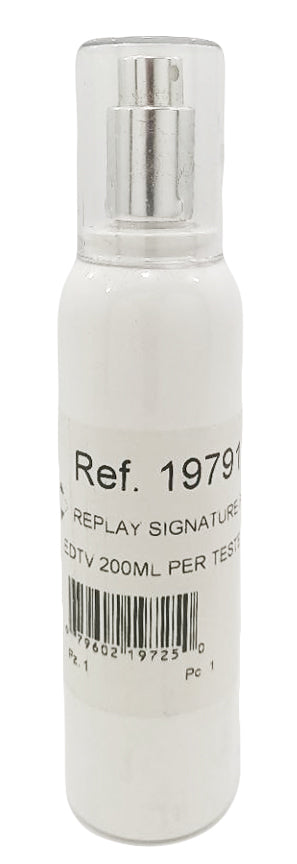 Ref. 19791
REPLAY SIGNATURE
EDTV 200ML PER TESTE
79602 19725 0
Pz. 1 Pc 1